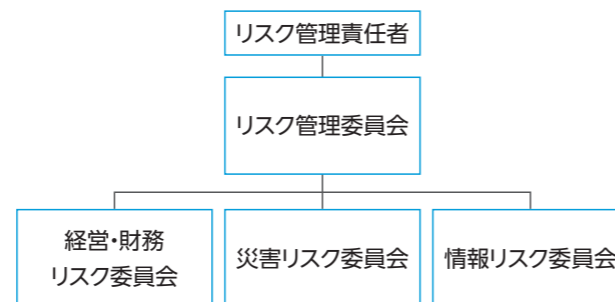 リスク管理責任者
リスク管理委員会
経営・財務
リスク委員会
災害リスク委員会
情報リスク委員会